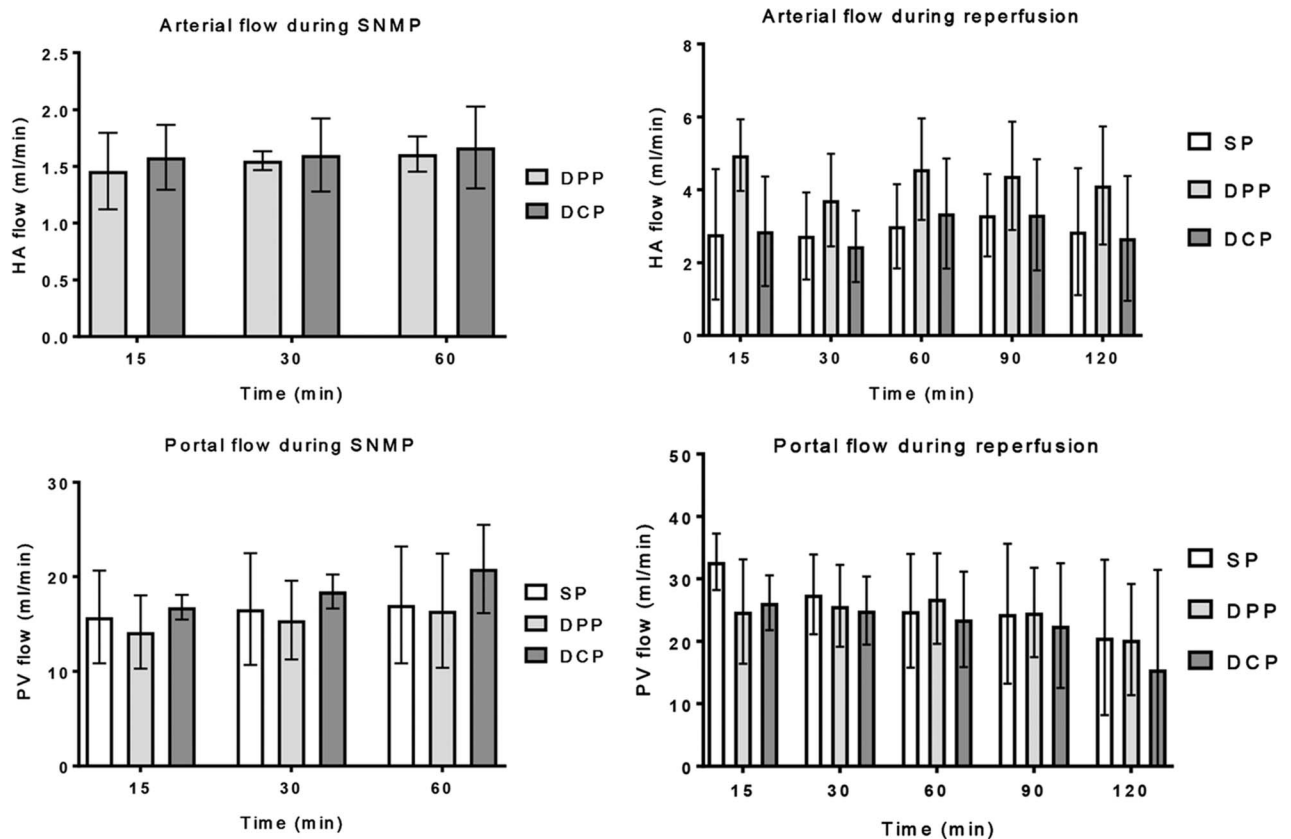 Arterial flow during SNMP
HA flow (ml/min)
2.5
2.0
1.5
1.0
0.5
0.0
15 30 60
Time (min)
DPP
DCP
Arterial flow during reperfusion
HA flow (ml/min)
8
6
4
2
0
15 30 60 90 120
Time (min)
SP
DPP
DCP
Portal flow during SNMP
PV flow (ml/min)
30
20
10
0
15 30 60
Time (min)
SP
DPP
DCP
Portal flow during reperfusion
PV flow (ml/min)
50
40
30
20
10
0
15 30 60 90 120
Time (min)
SP
DPP
DCP